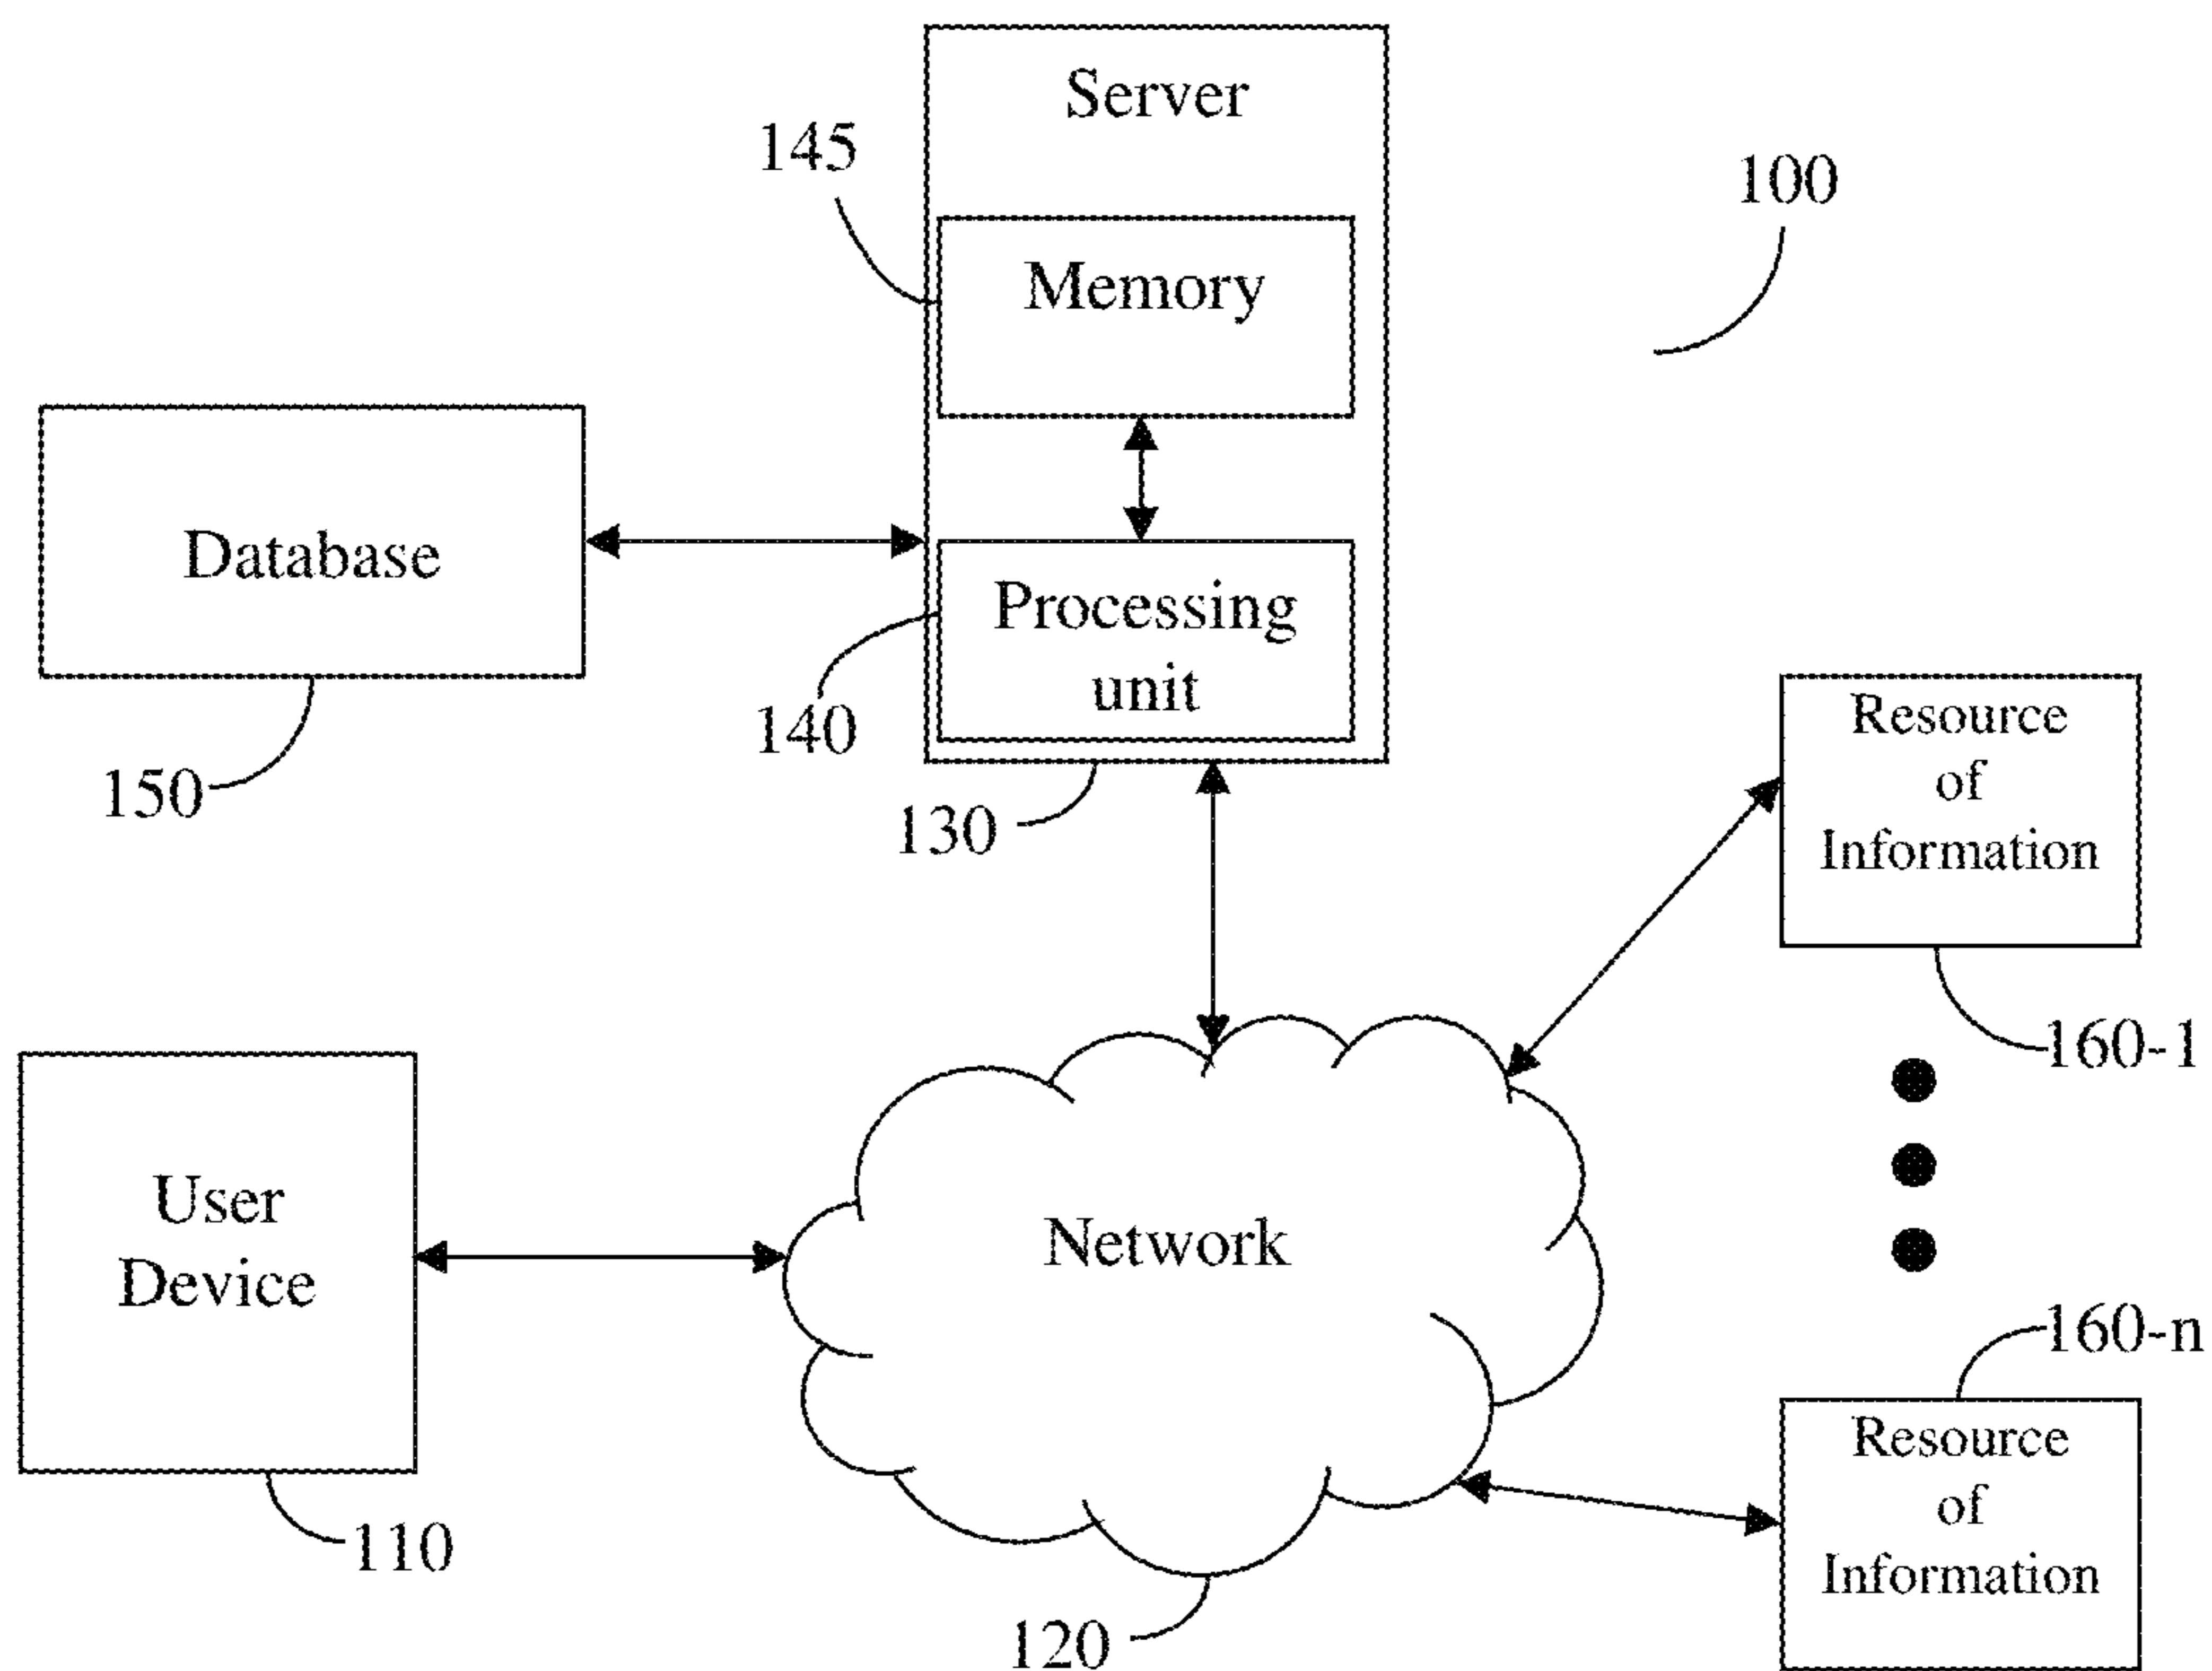 Server
145
100
Memory
Database
Processing
unit
140
150
130
Resource
of
Information
160-1
User
Device
Network
160-n
Resource
of
Information
110
120